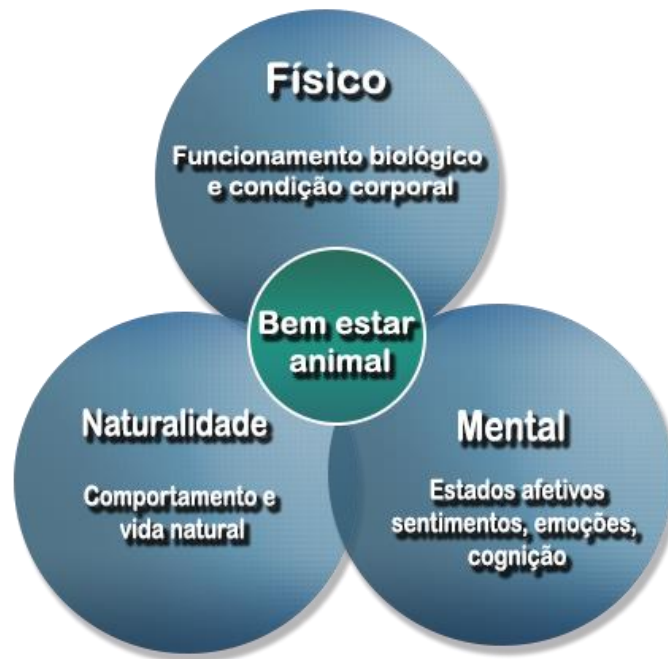 Físico
Funcionamento biológico
e condição corporal
Bem estar
animal
Naturalidade
Comportamento e
vida natural
Mental
Estados afetivos
sentimentos, emoções,
cognição